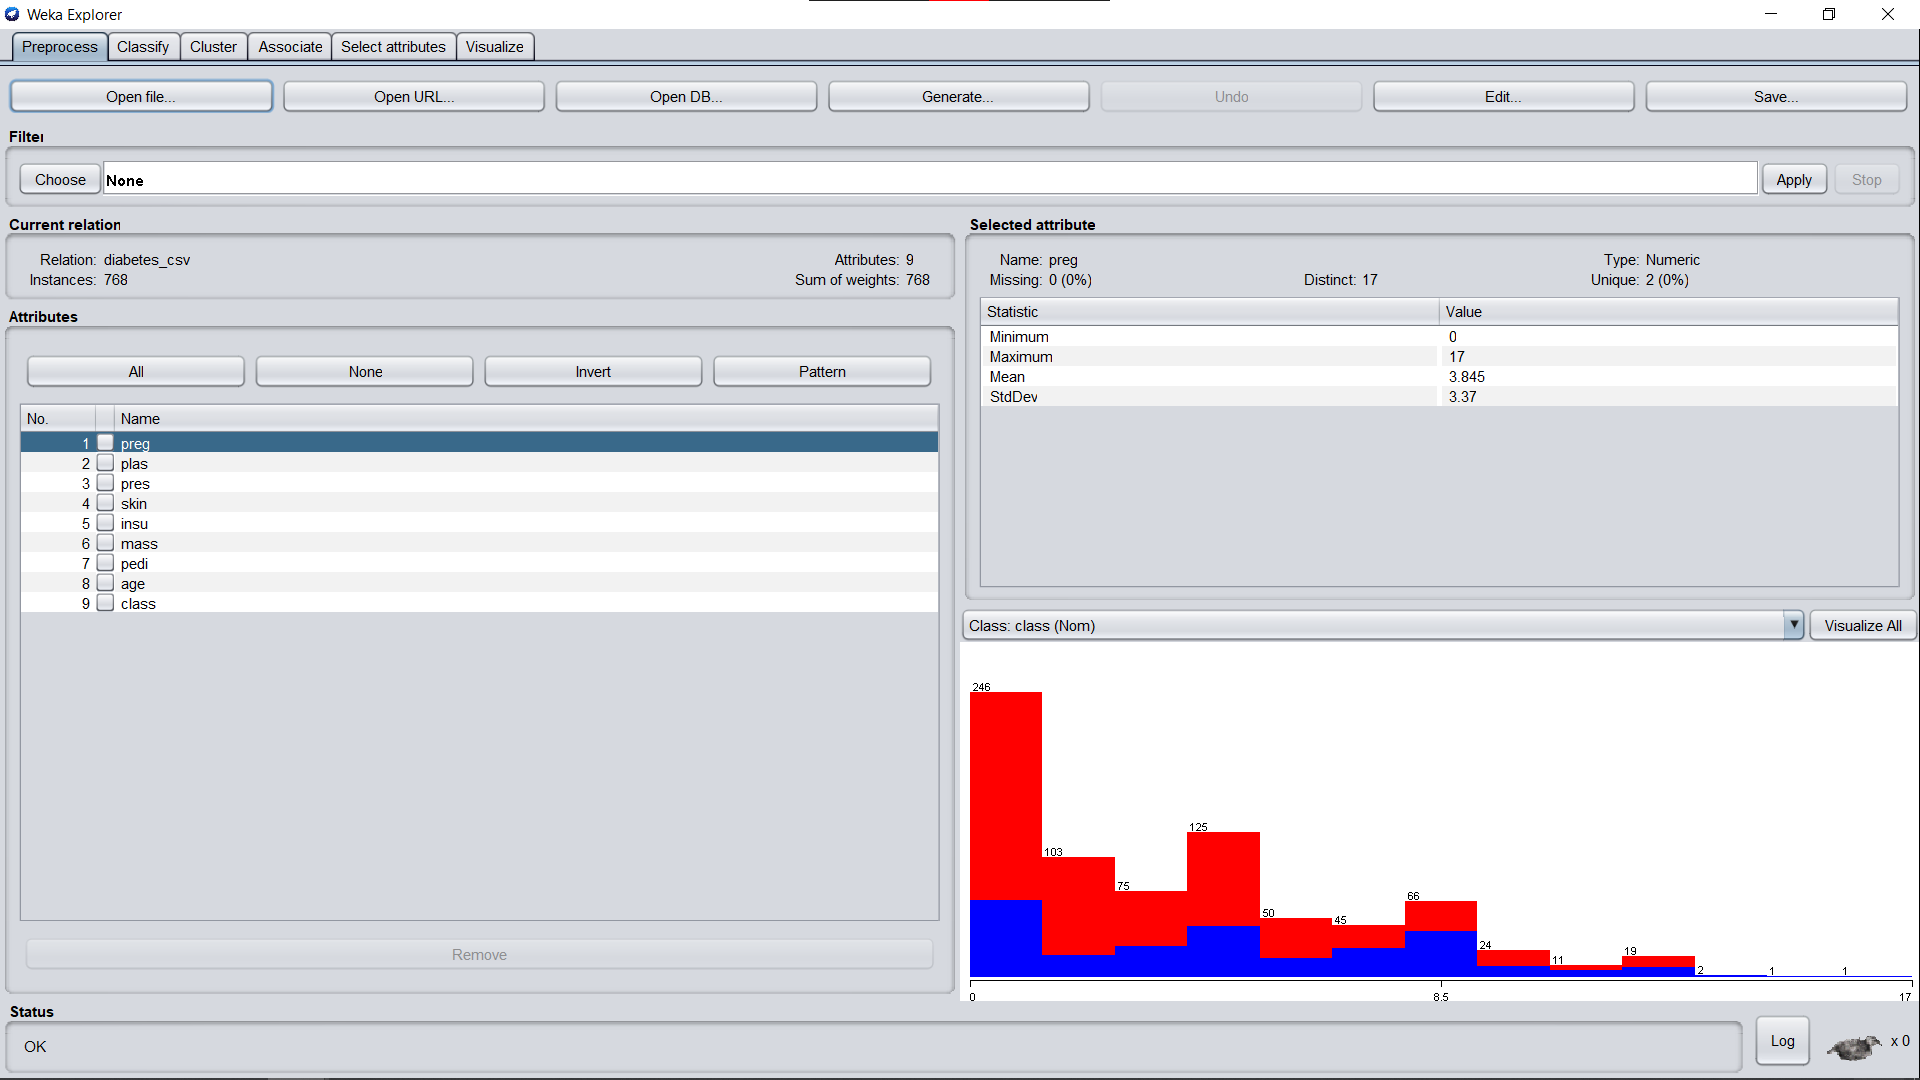 Weka Explorer
Preprocess Classify Cluster Associate Select attributes Visualize
Open file... Open URL... Open DB... Generate... Undo Edit... Save...
Filter
Choose None Apply Stop
Current relation
Relation: diabetes_csv Attributes: 9
Instances: 768 Sum of weights: 768
Attributes
All None Invert Pattern
No. Name
1 preg
2 plas
3 pres
4 skin
5 insu
6 mass
7 pedi
8 age
9 class
Remove
Selected attribute
Name: preg Type: Numeric
Missing: 0 (0%) Distinct: 17 Unique: 2 (0%)
Statistic Value
Minimum 0
Maximum 17
Mean 3.845
StdDev 3.37
Class: class (Nom) Visualize All
246
125
103
75
66
50
45
24
19
11
2
1
1
0 8.5 17
Status
OK
Log x 0